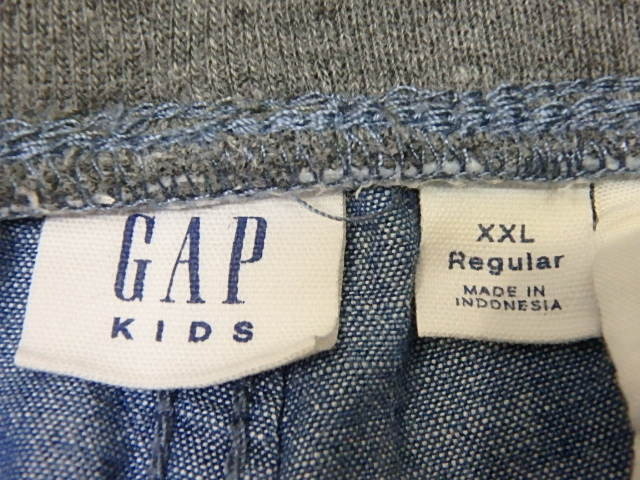 GAP
KIDS
XXL
Regular
MADE IN
INDONESIA